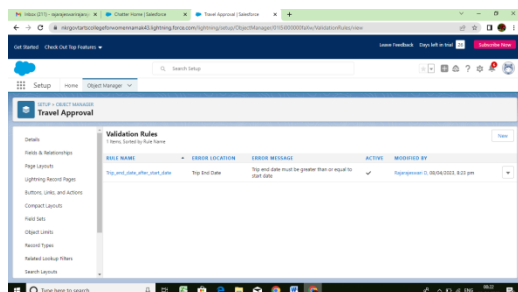 Inbox (271) - rajarajeswarirajaraj
Chatter Home | Salesforce
Travel Approval | Salesforce
Get Started Check Out Top Features
Leave Feedback Days left in trial 28 Subscribe Now
Search Setup
Setup Home Object Manager
SETUP > OBJECT MANAGER
Travel Approval
Details
Fields & Relationships
Page Layouts
Lightning Record Pages
Buttons, Links, and Actions
Compact Layouts
Field Sets
Object Limits
Record Types
Related Lookup Filters
Search Layouts
Validation Rules
1 Items, Sorted by Rule Name
New
RULE NAME ERROR LOCATION ERROR MESSAGE ACTIVE MODIFIED BY
Trip_end_date_after_start_date Trip End Date Trip end date must be greater than or equal to
start date
Type here to search
ENG